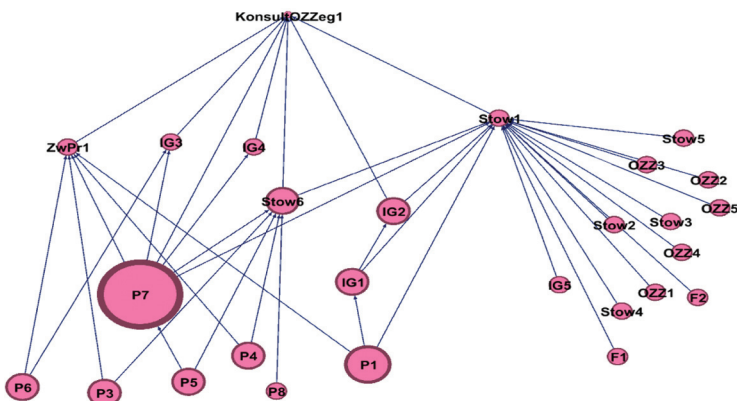 KonsultOZZeg1
Stow1
ZwPr1
IG3
IG4
Stow5
OZZ3
OZZ2
Stow6
IG2
OZZ5
Stow3
Stow2
OZZ4
IG1
IG5
OZZ1
F2
P7
Stow4
P4
F1
P1
P6
P3
P5
P8